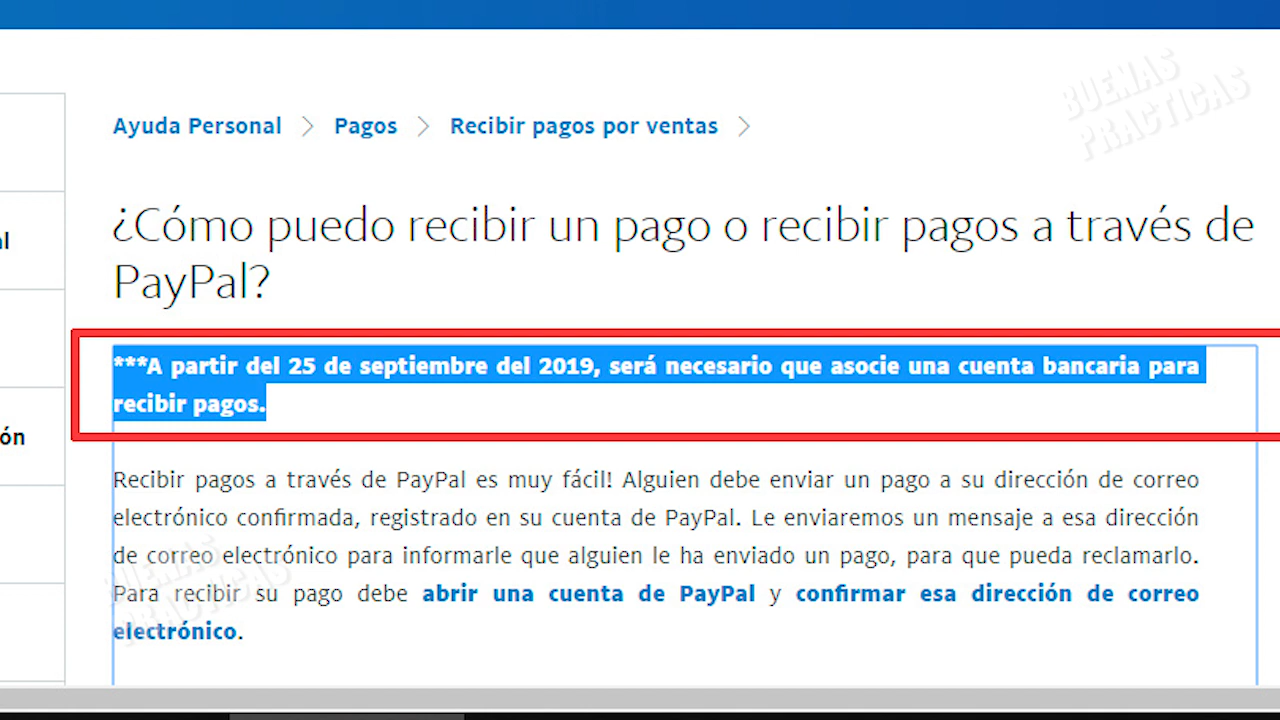 BUENAS
PRACTICAS
Ayuda Personal
Pagos
Recibir pagos por ventas
¿Cómo puedo recibir un pago o recibir pagos a través de
PayPal?
***A partir del 25 de septiembre del 2019, será necesario que asocie una cuenta bancaria para
recibir pagos.
l
ón
Recibir pagos a través de PayPal es muy fácil! Alguien debe enviar un pago a su dirección de correo
electrónico confirmada, registrado en su cuenta de PayPal. Le enviaremos un mensaje a esa dirección
de correo electrónico para informarle que alguien le ha enviado un pago, para que pueda reclamarlo.
Para recibir su pago debe abrir una cuenta de PayPal y confirmar esa dirección de correo
electrónico.
BUENAS
PRACTICAS